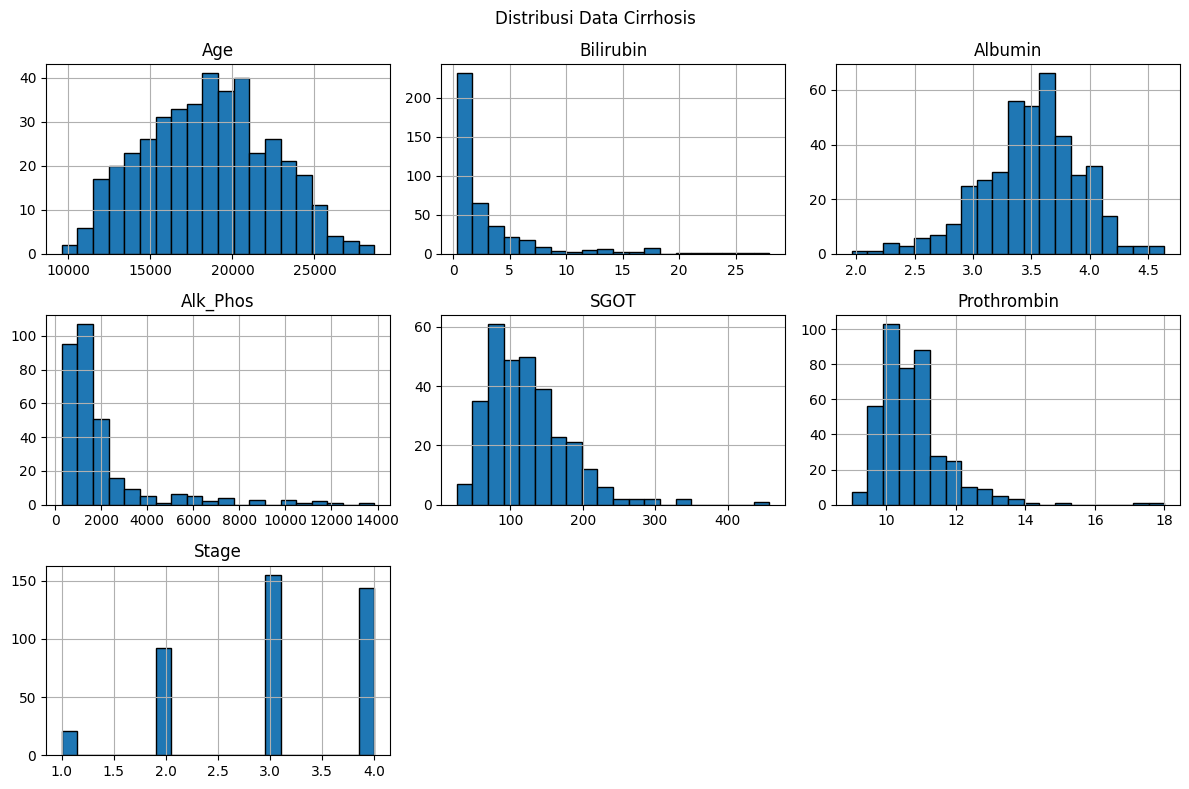 Distribusi Data Cirrhosis
Age
Bilirubin
Albumin
40
30
20
10
0
10000 15000 20000 25000
200
150
100
50
0
0 5 10 15 20 25
60
40
20
0
2.0 2.5 3.0 3.5 4.0 4.5
Alk_Phos
SGOT
Prothrombin
100
80
60
40
20
0
0 2000 4000 6000 8000 10000 12000 14000
60
40
20
0
100 200 300 400
100
80
60
40
20
0
10 12 14 16 18
Stage
150
100
50
0
1.0 1.5 2.0 2.5 3.0 3.5 4.0